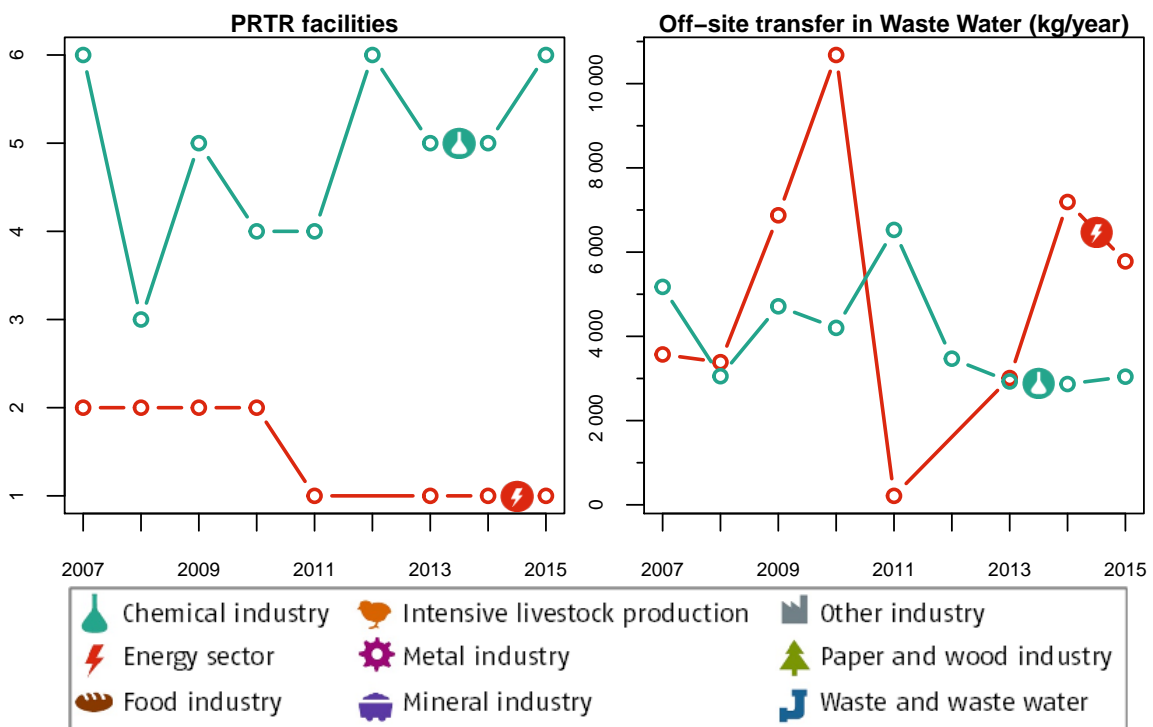 PRTR facilities
6
5
4
3
2
1
2007 2009 2011 2013 2015
Off−site transfer in Waste Water (kg/year)
10 000
8 000
6 000
4 000
2 000
0
2007 2009 2011 2013 2015
Chemical industry Intensive livestock production Other industry
Energy sector Metal industry Paper and wood industry
Food industry Mineral industry Waste and waste water